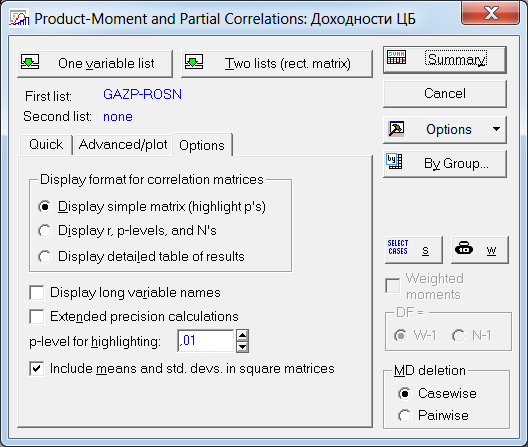 Product-Moment and Partial Correlations: Доходности ЦБ
One variable list
Two lists (rect. matrix)
Summary
First list: GAZP-ROSN
Second list: none
Cancel
Options
By Group...
Quick
Advanced/plot
Options
Display format for correlation matrices
Display simple matrix (highlight p's)
Display r, p-levels, and N's
Display detailed table of results
SELECT CASES S
W
Display long variable names
Extended precision calculations
p-level for highlighting: ,01
Include means and std. devs. in square matrices
Weighted moments
DF =
W-1
N-1
MD deletion
Casewise
Pairwise